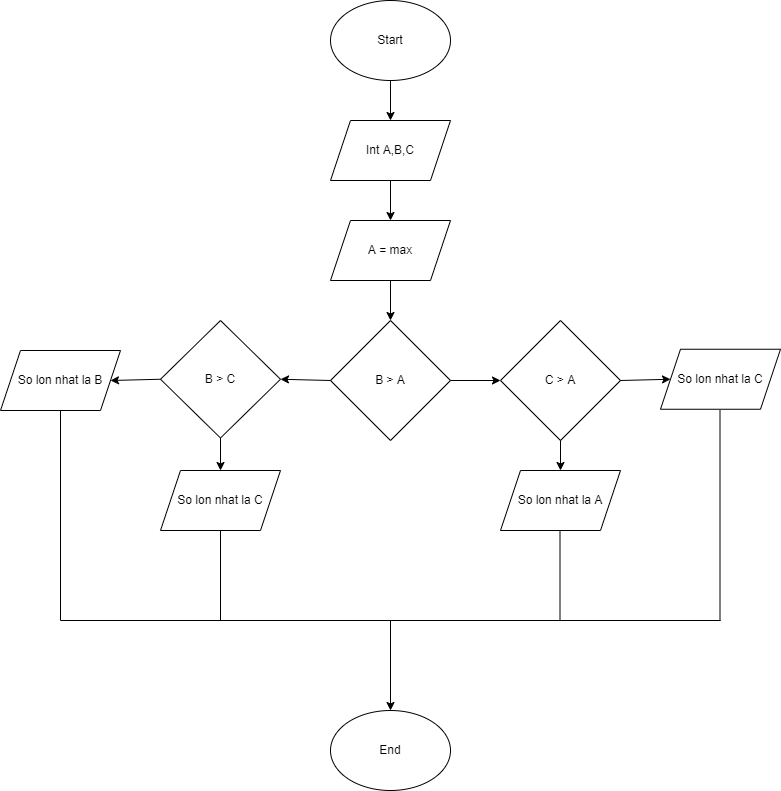 Start
Int A,B,C
A = max
So lon nhat la B
B > C
B > A
C > A
So lon nhat la C
So lon nhat la C
So lon nhat la A
End